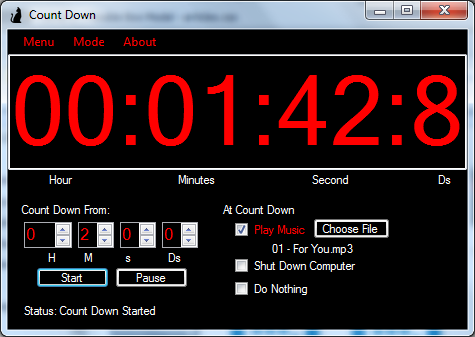 Count Down
Menu Mode About
00:01:42:8
Hour Minutes Second Ds
Count Down From: At Count Down
0 2 0 0 Play Music Choose File
H M s Ds 01 - For You.mp3
Start Pause Shut Down Computer
Do Nothing
Status: Count Down Started